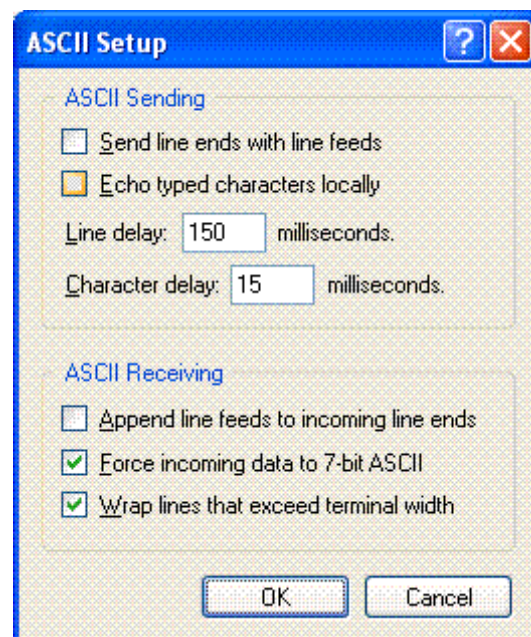 ASCII Setup
ASCII Sending
Send line ends with line feeds
Echo typed characters locally
Line delay: 150 milliseconds.
Character delay: 15 milliseconds.
ASCII Receiving
Append line feeds to incoming line ends
Force incoming data to 7-bit ASCII
Wrap lines that exceed terminal width
OK Cancel